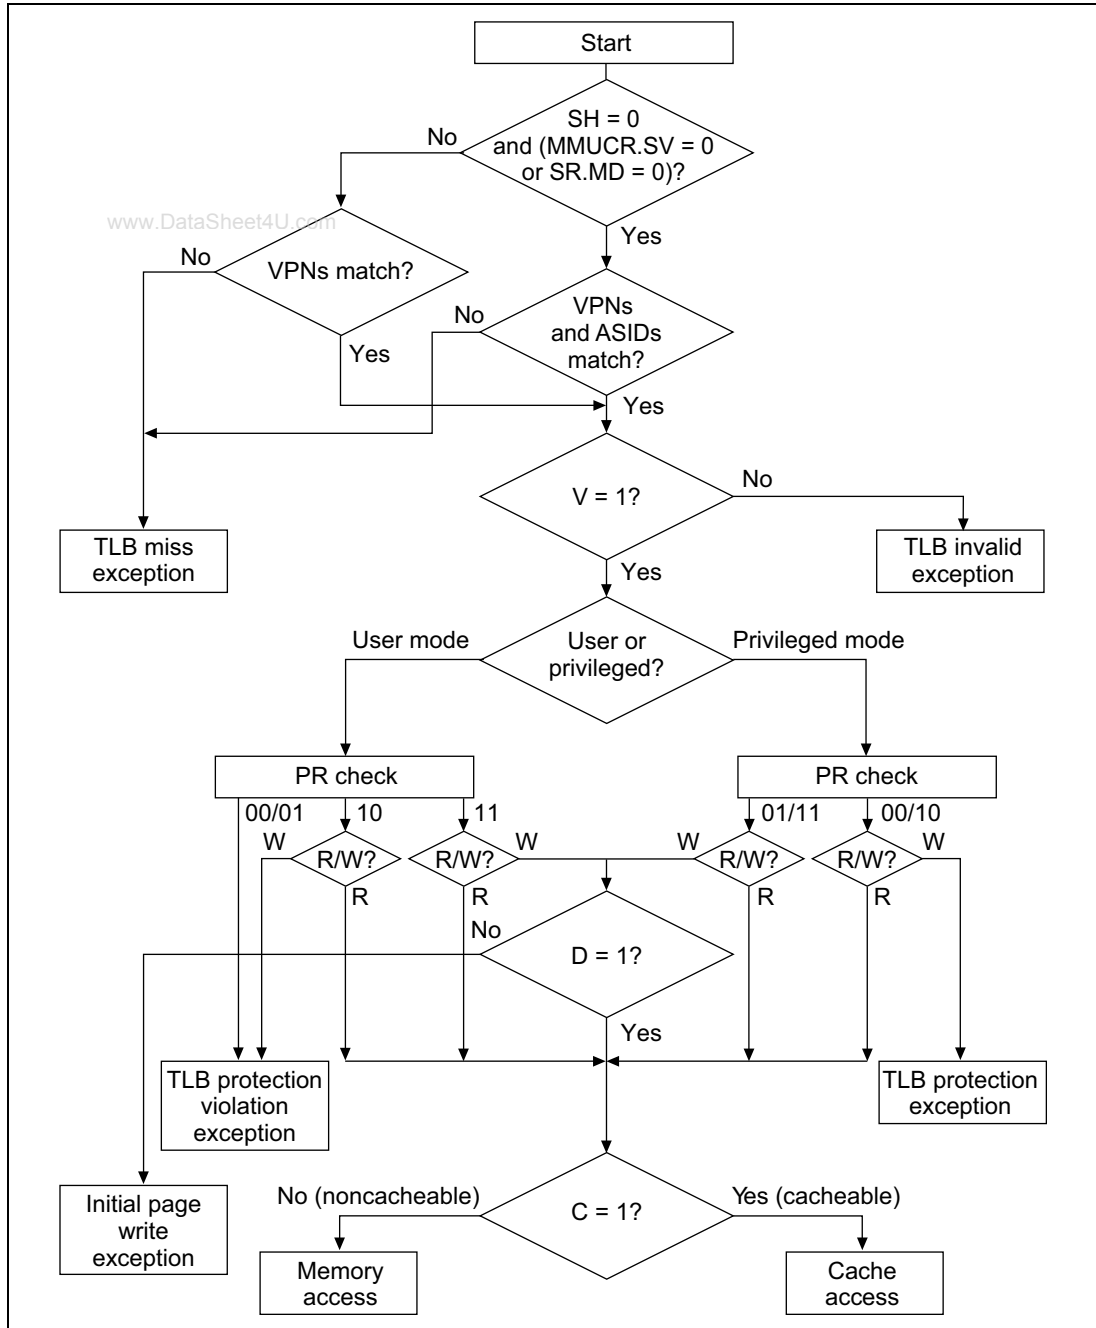 Start
SH = 0
and (MMUCR.SV = 0
or SR.MD = 0)?
No
Yes
www.DataSheet4U.com
VPNs match?
No
Yes
VPNs
and ASIDs
match?
No
Yes
V = 1?
No
Yes
TLB miss
exception
TLB invalid
exception
User or
privileged?
User mode
Privileged mode
PR check
PR check
00/01
10
11
01/11
00/10
W
R/W?
R
R/W?
W
R
W
R/W?
R
R/W?
W
R
D = 1?
No
Yes
TLB protection
violation
exception
TLB protection
exception
Initial page
write
exception
C = 1?
No (noncacheable)
Yes (cacheable)
Memory
access
Cache
access